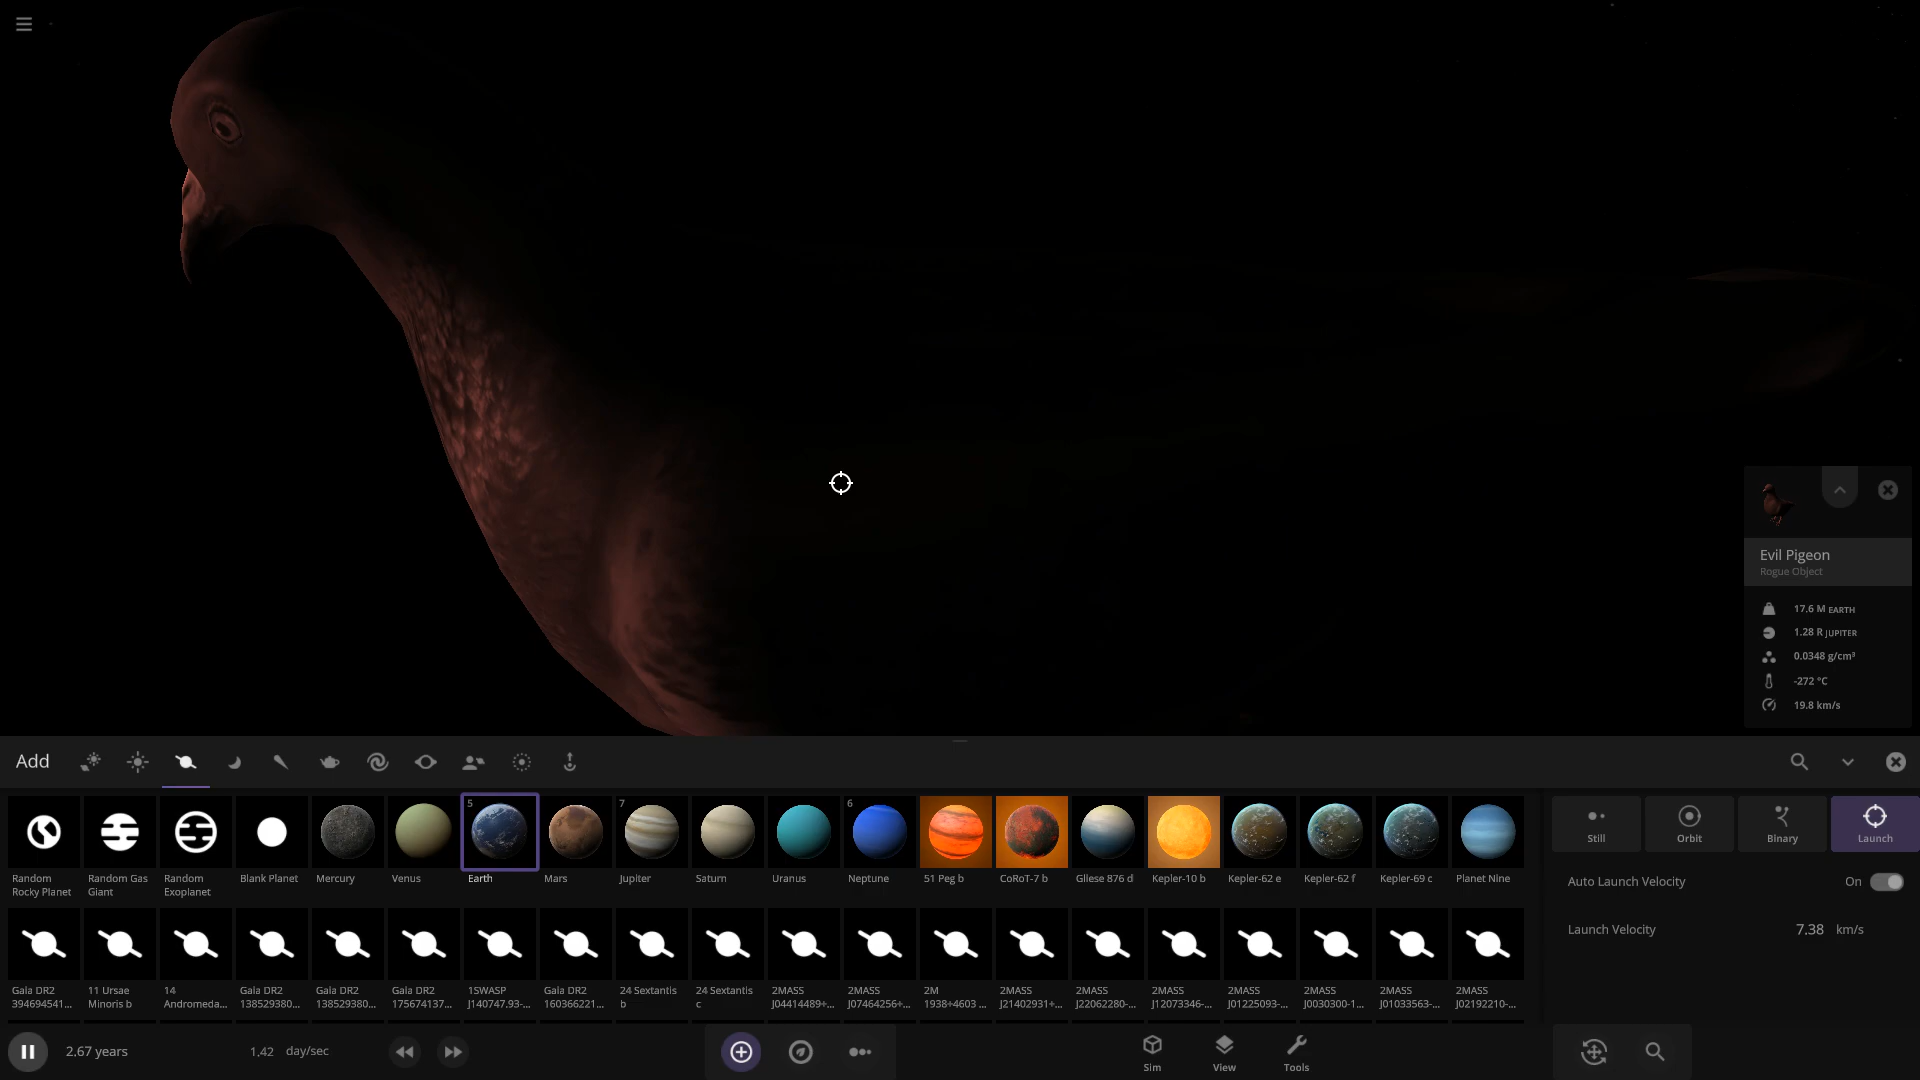 Evil Pigeon
Rogue Object
17.6 M EARTH
1.28 R JUPITER
0.0348 g/cm³
-272 °C
19.8 km/s
Add
5
7
6
Random Rocky Planet
Random Gas Giant
Random Exoplanet
Blank Planet
Mercury
Venus
Earth
Mars
Jupiter
Saturn
Uranus
Neptune
51 Peg b
CoRoT-7 b
Gliese 876 d
Kepler-10 b
Kepler-62 e
Kepler-62 f
Kepler-69 c
Planet Nine
Gaia DR2 394694541...
11 Ursae Minoris b
14 Andromeda...
Gaia DR2 138529380...
Gaia DR2 138529380...
Gaia DR2 175674137...
1SWASP J140747.93-...
Gaia DR2 160366221...
24 Sextantis b
24 Sextantis c
2MASS J04414489+...
2MASS J07464256+...
2M 1938+4603 ...
2MASS J21402931+...
2MASS J22062280-...
2MASS J12073346-...
2MASS J01225093-...
2MASS J0030300-1...
2MASS J01033563-...
2MASS J02192210-...
Still
Orbit
Binary
Launch
Auto Launch Velocity On
Launch Velocity 7.38 km/s
2.67 years
1.42 day/sec
Sim
View
Tools